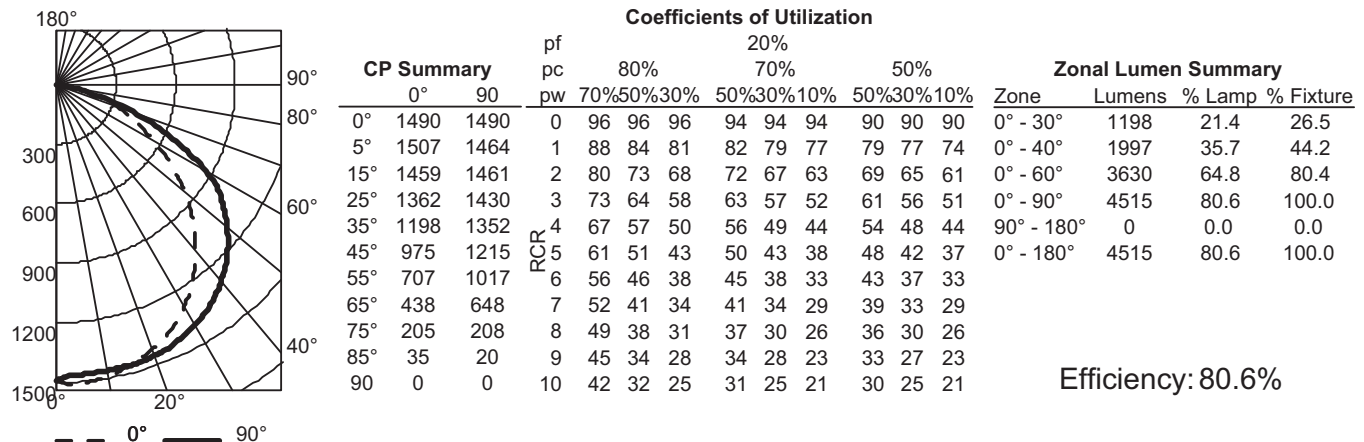 180°
90°
80°
60°
40°
20°
0°
300
600
900
1200
1500
0° 90°
CP Summary
0° 90
0° 1490 1490
5° 1507 1464
15° 1459 1461
25° 1362 1430
35° 1198 1352
45° 975 1215
55° 707 1017
65° 438 648
75° 205 208
85° 35 20
90 0 0
Coefficients of Utilization
pf 20%
pc 80% 70% 50%
pw 70%50%30% 50%30%10% 50%30%10%
RCR
0 96 96 96 94 94 94 90 90 90
1 88 84 81 82 79 77 79 77 74
2 80 73 68 72 67 63 69 65 61
3 73 64 58 63 57 52 61 56 51
4 67 57 50 56 49 44 54 48 44
5 61 51 43 50 43 38 48 42 37
6 56 46 38 45 38 33 43 37 33
7 52 41 34 41 34 29 39 33 29
8 49 38 31 37 30 26 36 30 26
9 45 34 28 34 28 23 33 27 23
10 42 32 25 31 25 21 30 25 21
Zonal Lumen Summary
Zone Lumens % Lamp % Fixture
0° - 30° 1198 21.4 26.5
0° - 40° 1997 35.7 44.2
0° - 60° 3630 64.8 80.4
0° - 90° 4515 80.6 100.0
90° - 180° 0 0.0 0.0
0° - 180° 4515 80.6 100.0
Efficiency: 80.6%